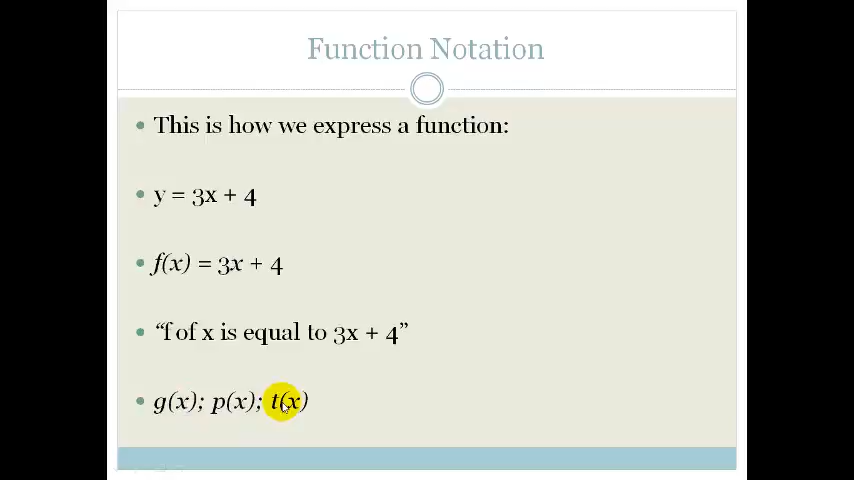 Function Notation
This is how we express a function:
y = 3x + 4
f(x) = 3x + 4
“f of x is equal to 3x + 4”
g(x); p(x); t(x)